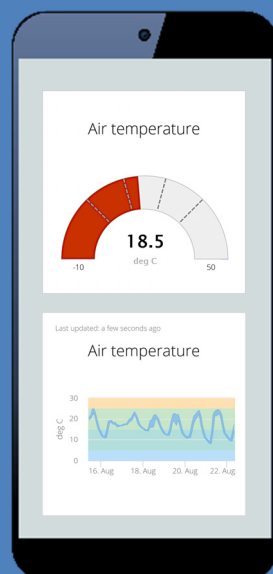 Air temperature
18.5
deg C
-10 50
Last updated: a few seconds ago
Air temperature
30
20
10
0
deg C
16. Aug 18. Aug 20. Aug 22. Aug